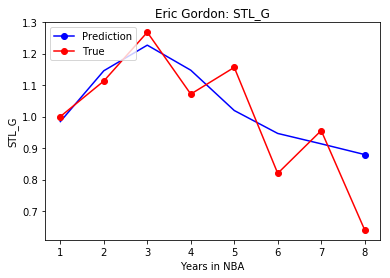 Eric Gordon: STL_G
Prediction
True
STL_G
1.3
1.2
1.1
1.0
0.9
0.8
0.7
1 2 3 4 5 6 7 8
Years in NBA